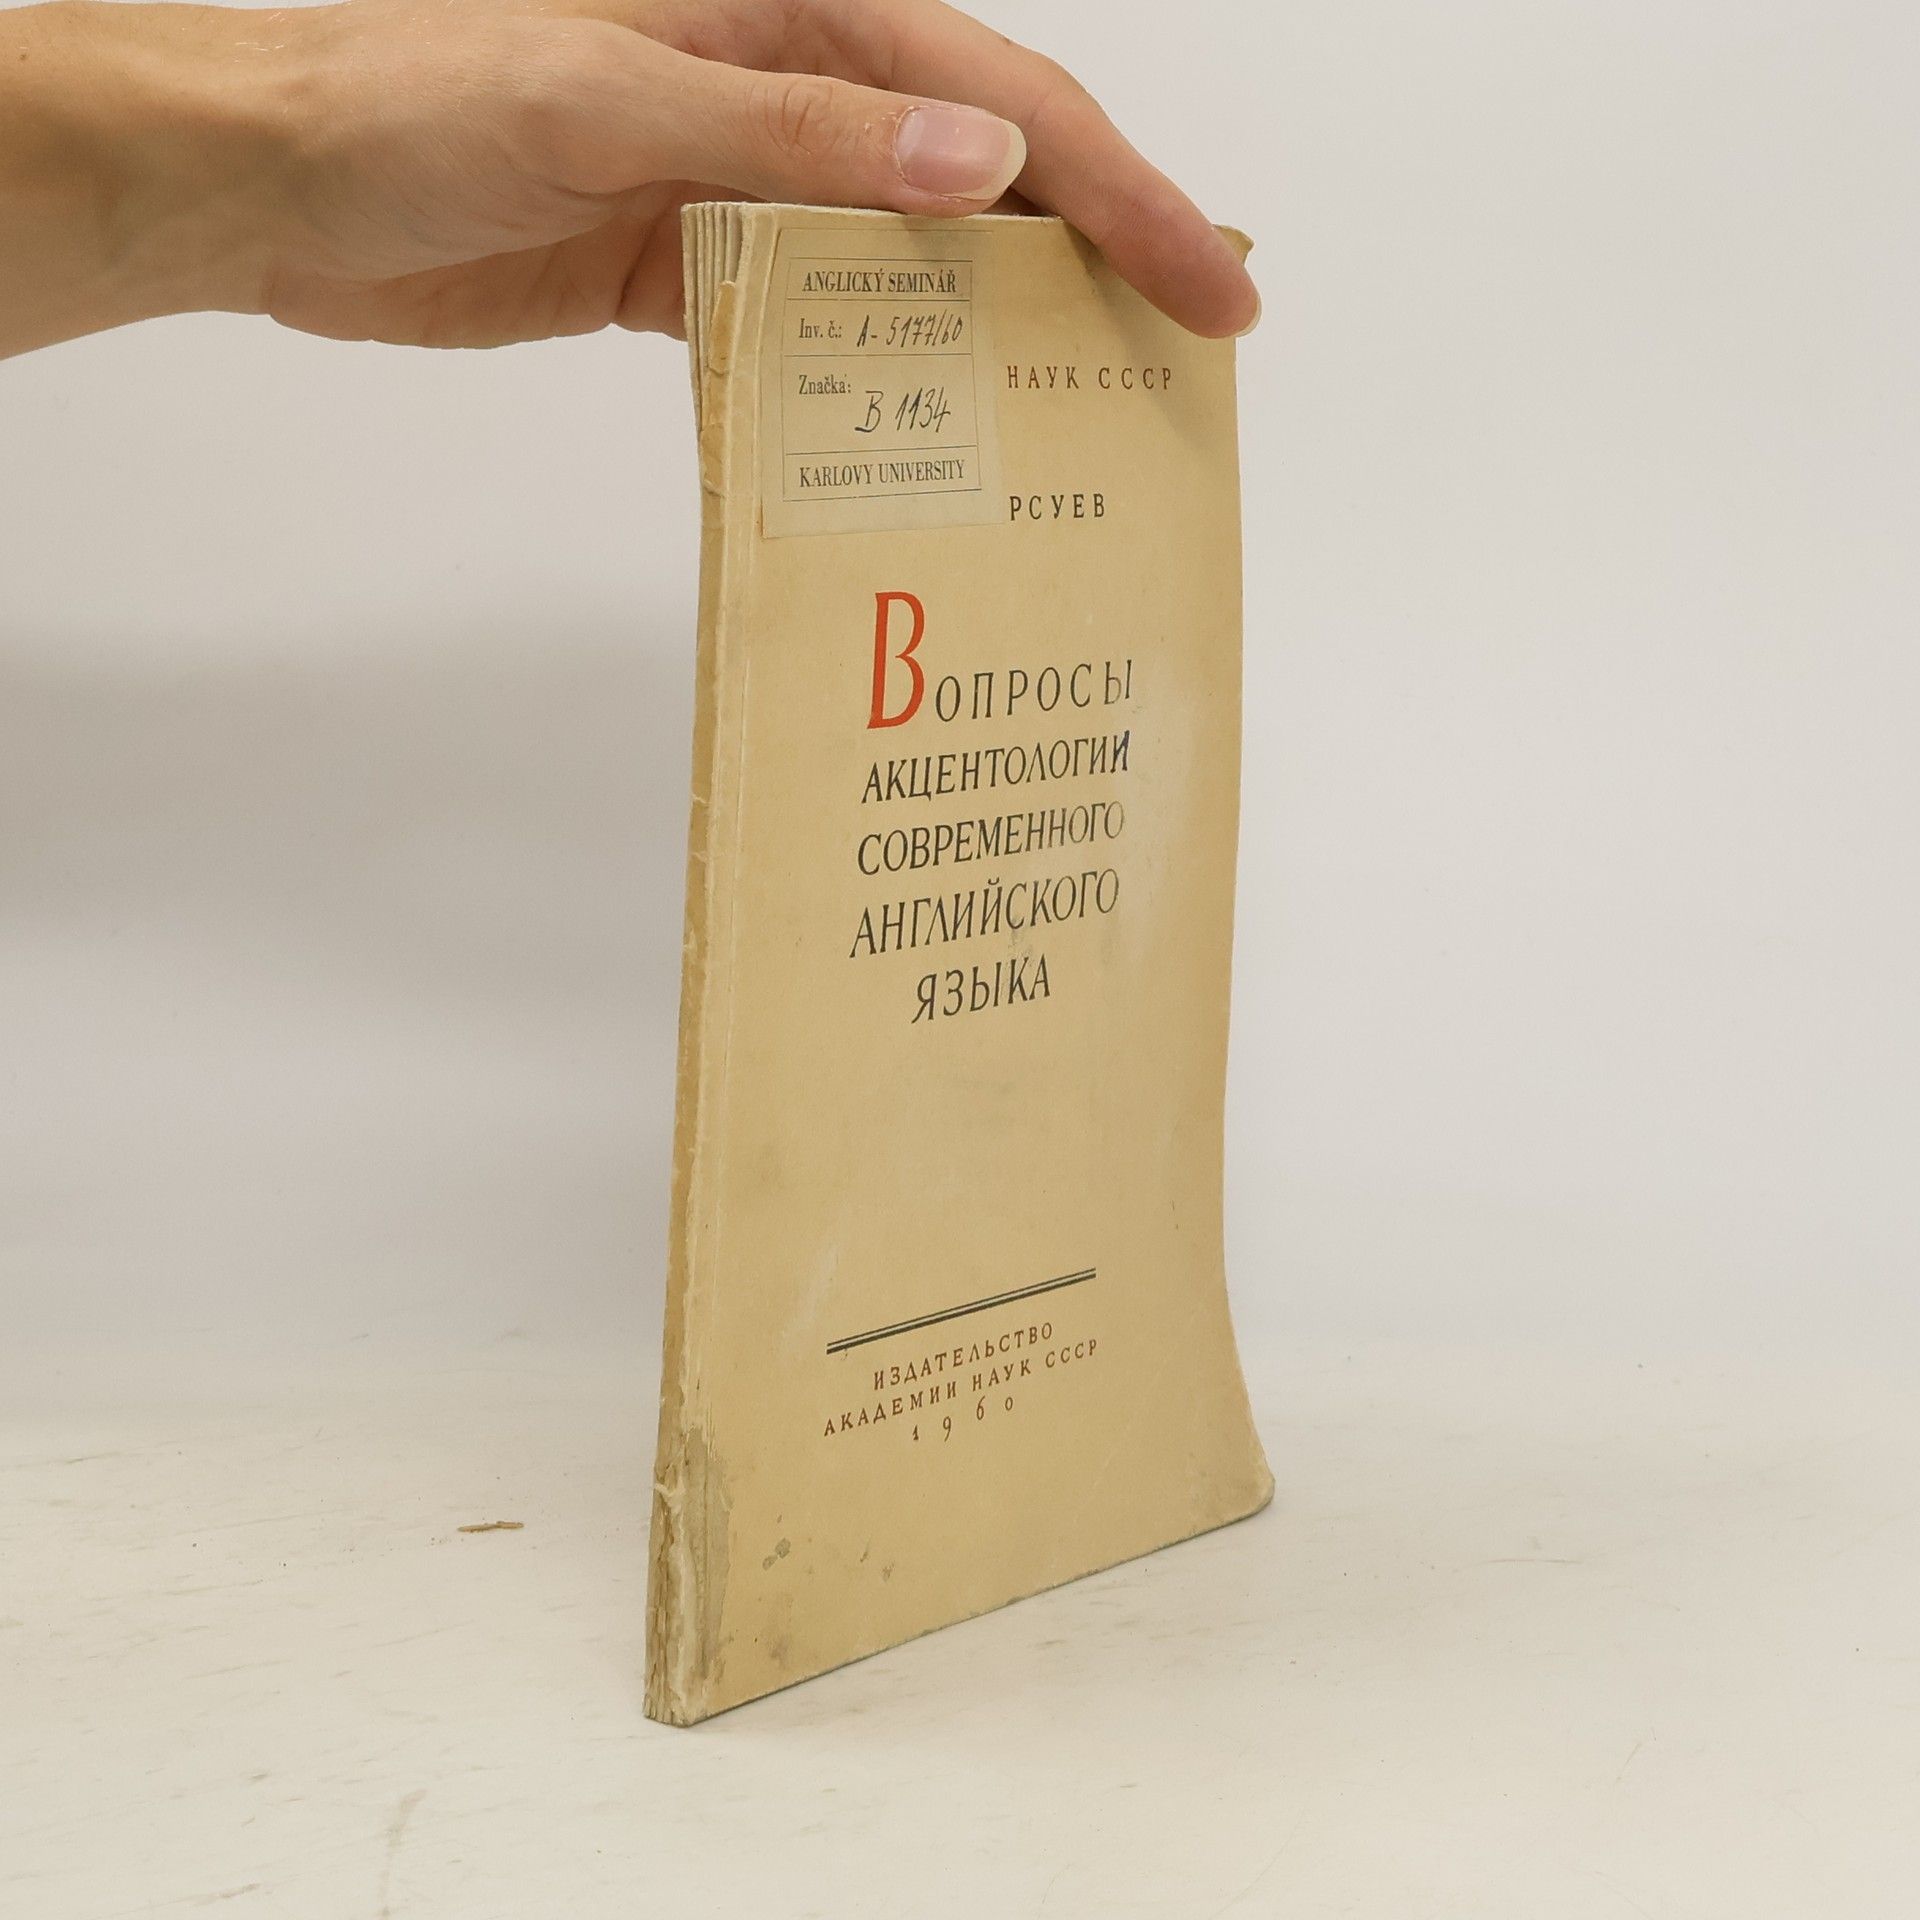 ANGLICKÝ SEMINÁŘ
Inv. č.: A-5177/60
Značka: B 1134
KARLOVY UNIVERSITY
НАУК СССР
РСУЕВ
Вопросы
АКЦЕНТОЛОГИИ
СОВРЕМЕННОГО
АНГЛИЙСКОГО
ЯЗЫКА
ИЗДАТЕЛЬСТВО
АКАДЕМИИ НАУК СССР
1960